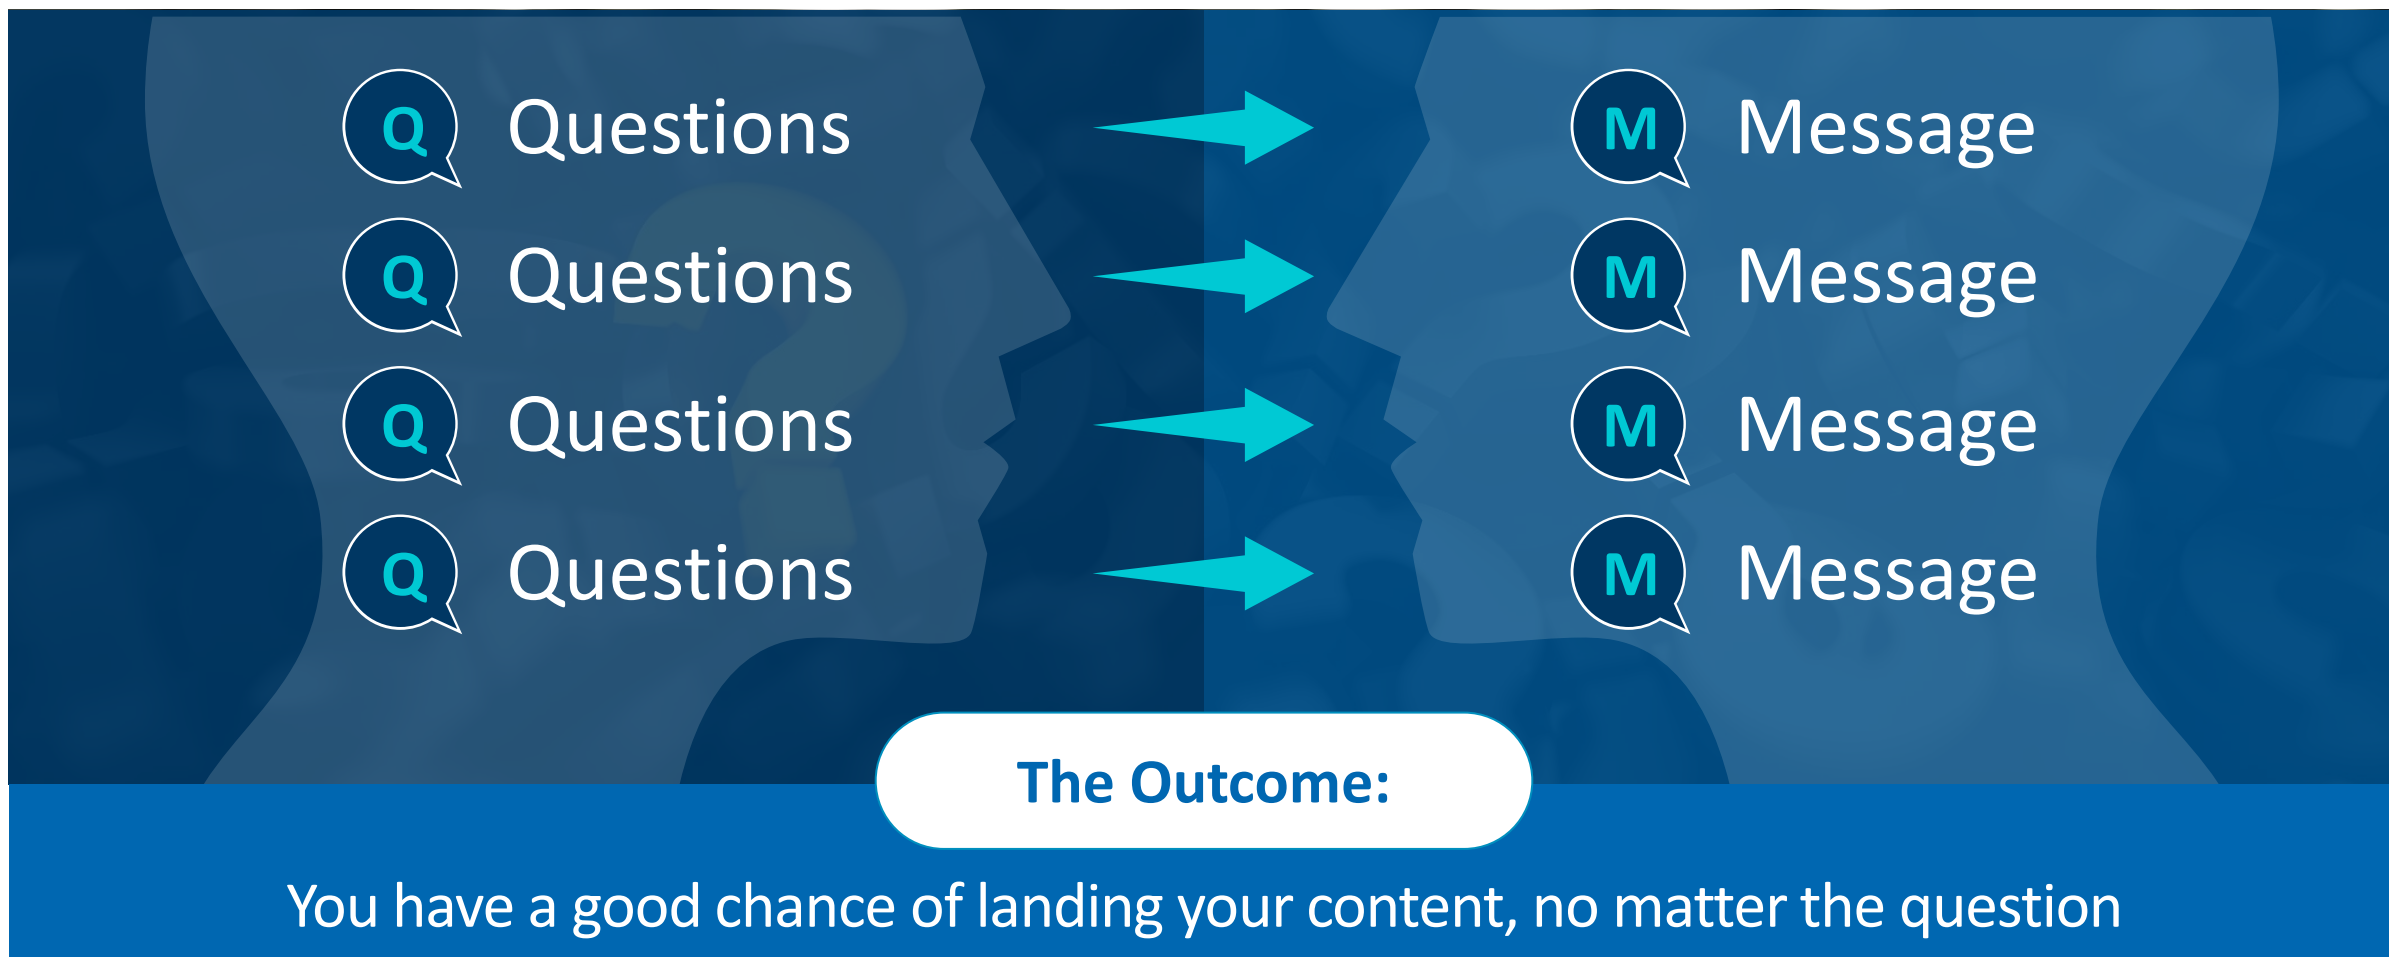 Q Questions M Message
Q Questions M Message
Q Questions M Message
Q Questions M Message
The Outcome:
You have a good chance of landing your content, no matter the question